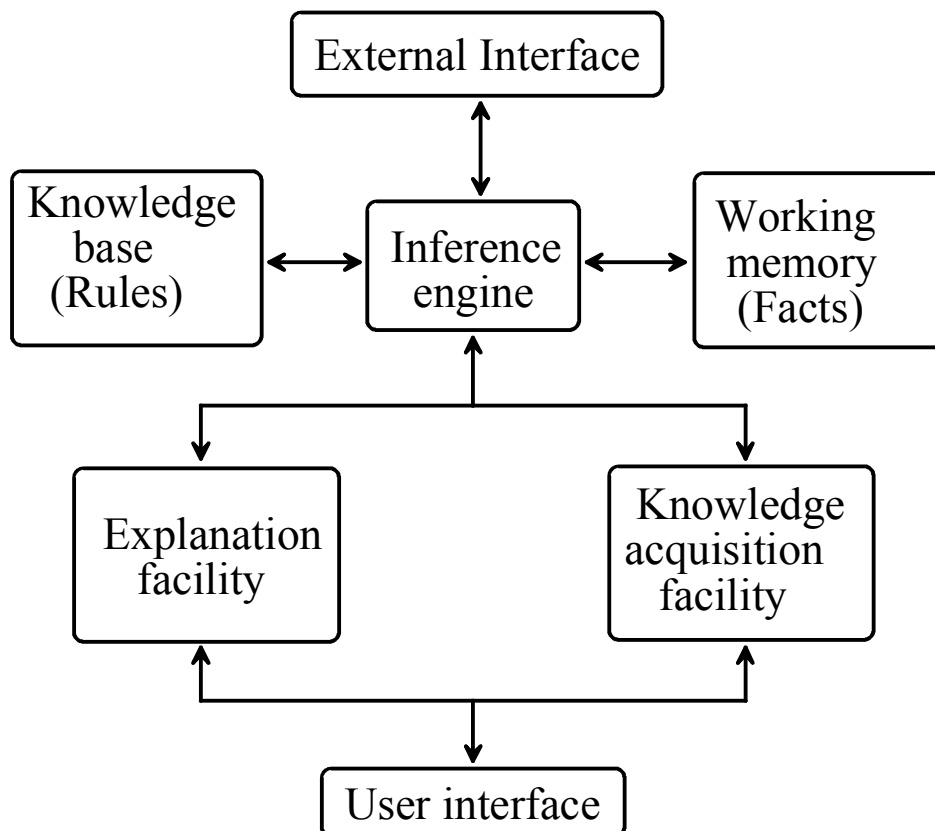 External Interface
Knowledge
base
(Rules)
Inference
engine
Working
memory
(Facts)
Explanation
facility
Knowledge
acquisition
facility
User interface